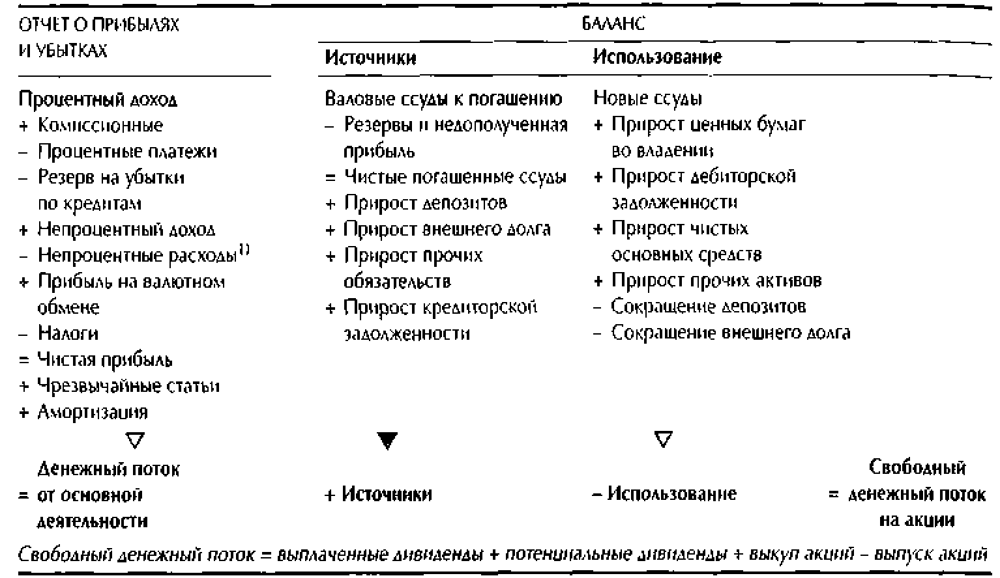 ОТЧЕТ О ПРИБЫЛЯХ
И УБЫТКАХ
Процентный доход
+ Комиссионные
– Процентные платежи
– Резерв на убытки
по кредитам
+ Непроцентный доход
– Непроцентные расходы¹⁾
+ Прибыль на валютном
обмене
– Налоги
= Чистая прибыль
+ Чрезвычайные статьи
+ Амортизация
БАЛАНС
Источники
Валовые ссуды к погашению
– Резервы и недополученная
прибыль
= Чистые погашенные ссуды
+ Прирост депозитов
+ Прирост внешнего долга
+ Прирост прочих
обязательств
+ Прирост кредиторской
задолженности
Использование
Новые ссуды
+ Прирост ценных бумаг
во владении
+ Прирост дебиторской
задолженности
+ Прирост чистых
основных средств
+ Прирост прочих активов
– Сокращение депозитов
– Сокращение внешнего долга
Денежный поток
= от основной
деятельности
+ Источники
– Использование
Свободный
= денежный поток
на акции
Свободный денежный поток = выплаченные дивиденды + потенциальные дивиденды + выкуп акций – выпуск акций